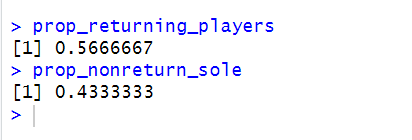 > prop_returning_players
[1] 0.5666667
> prop_nonreturn_sole
[1] 0.4333333
>